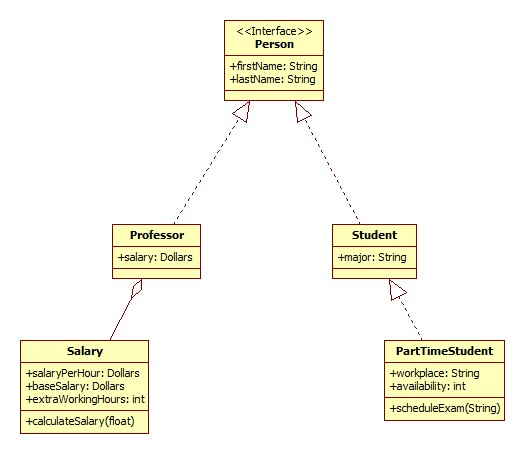 <<Interface>>
Person
+firstName: String
+lastName: String
Professor
+salary: Dollars
Student
+major: String
Salary
+salaryPerHour: Dollars
+baseSalary: Dollars
+extraWorkingHours: int
+calculateSalary(float)
PartTimeStudent
+workplace: String
+availability: int
+scheduleExam(String)